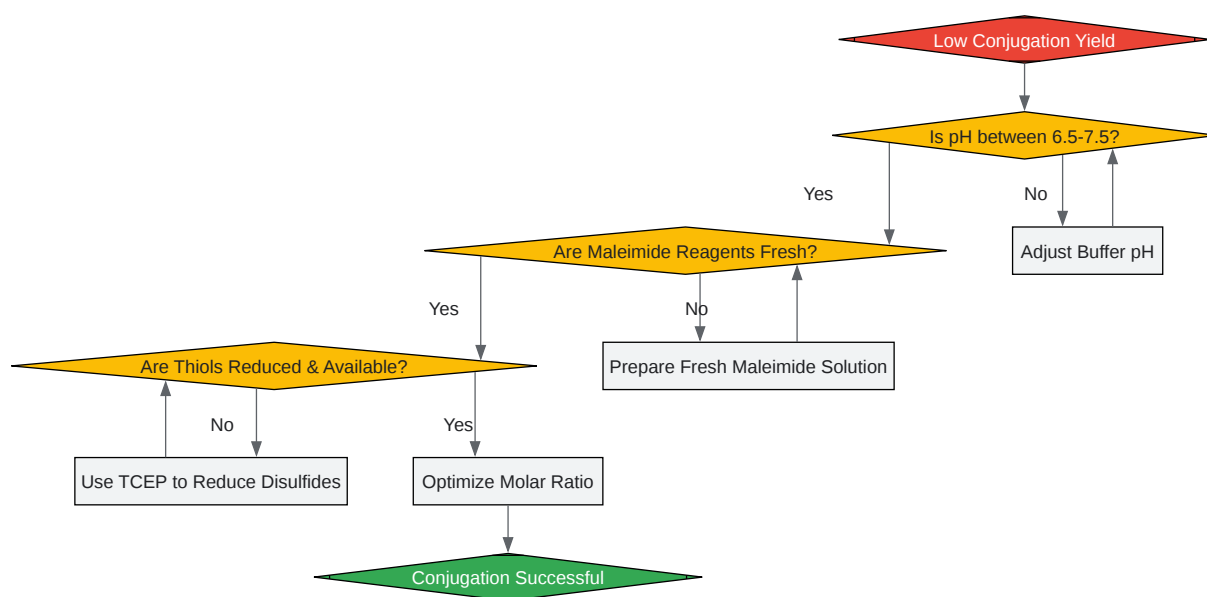 Low Conjugation Yield
Is pH between 6.5-7.5?
Yes
No
Are Maleimide Reagents Fresh?
Adjust Buffer pH
Yes
No
Are Thiols Reduced & Available?
Prepare Fresh Maleimide Solution
No
Yes
Use TCEP to Reduce Disulfides
Optimize Molar Ratio
Conjugation Successful